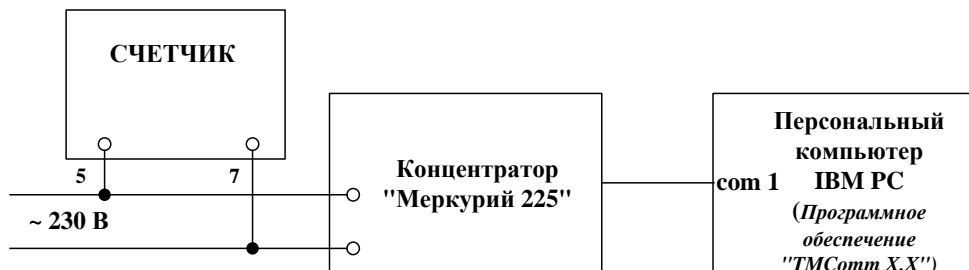 СЧЕТЧИК
5
7
~ 230 В
Концентратор
"Меркурий 225"
com 1
Персональный
компьютер
IBM PC
(Программное
обеспечение
"TMComm X.X")